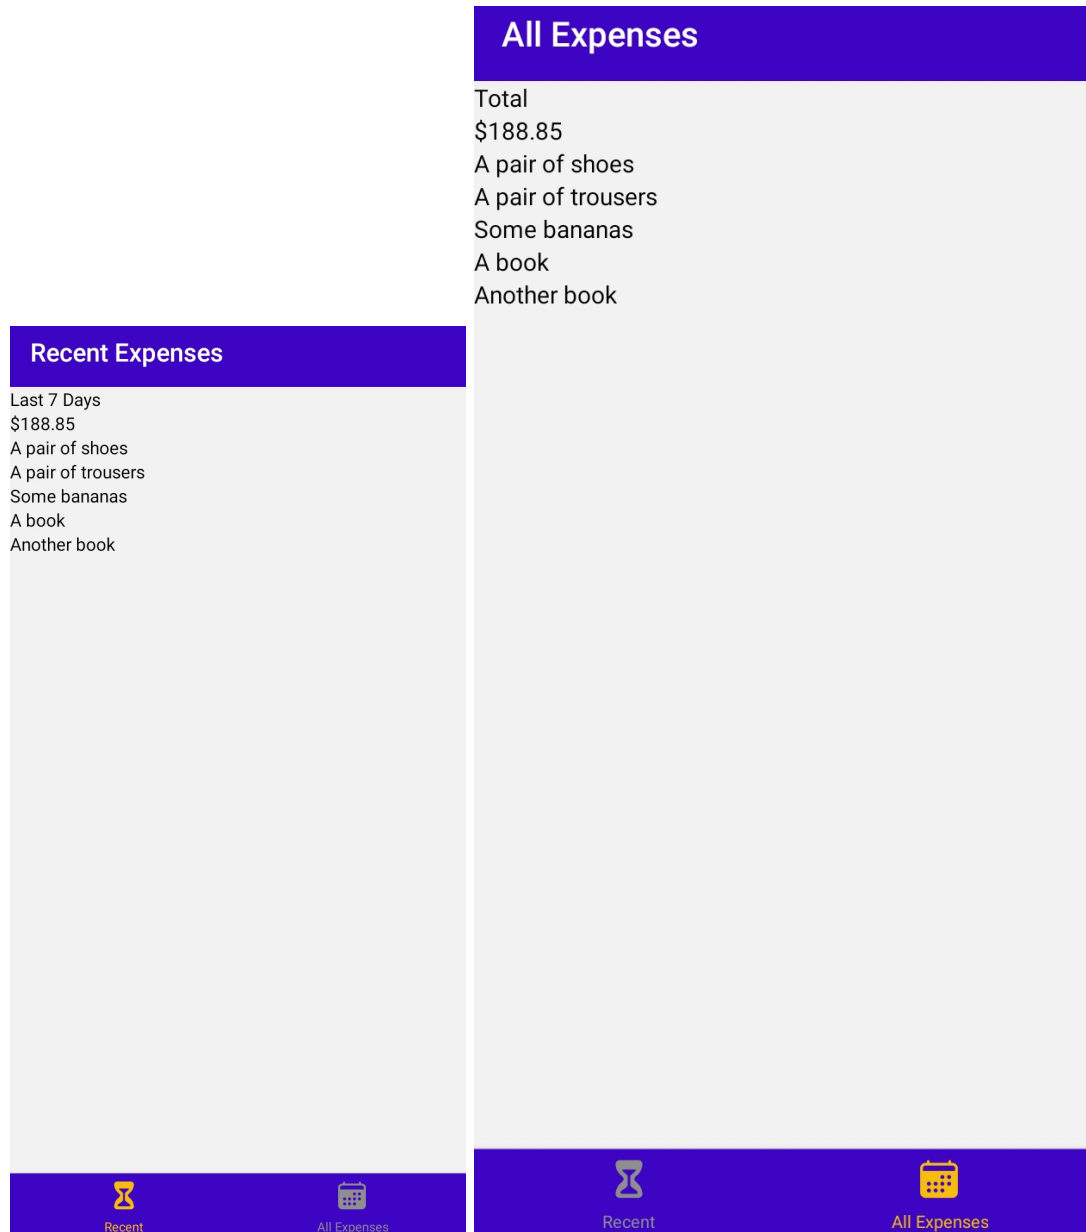 Recent Expenses
Last 7 Days
$188.85
A pair of shoes
A pair of trousers
Some bananas
A book
Another book
Recent
All Expenses
All Expenses
Total
$188.85
A pair of shoes
A pair of trousers
Some bananas
A book
Another book
Recent
All Expenses